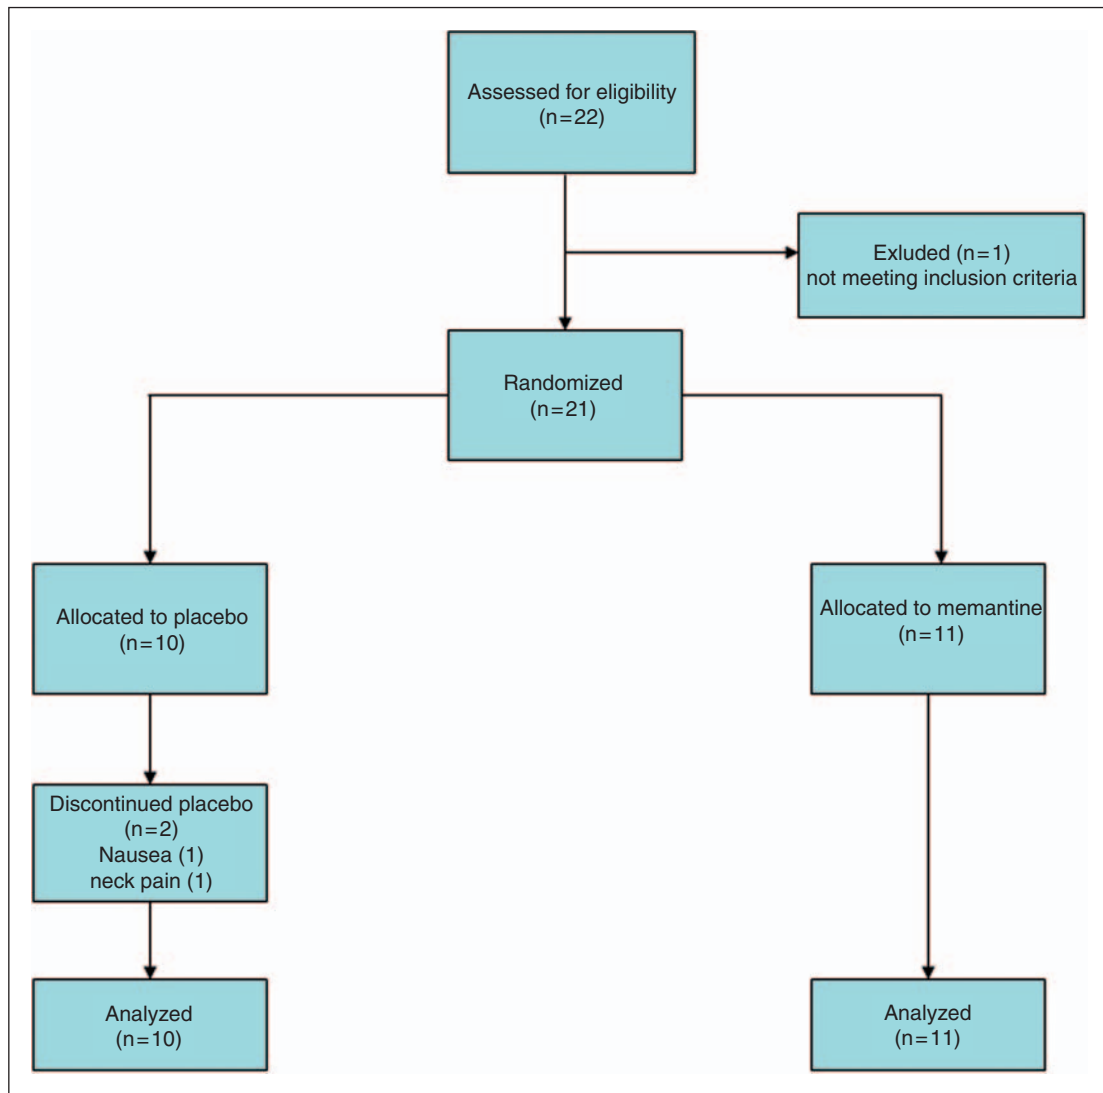 Assessed for eligibility
(n=22)
Exluded (n=1)
not meeting inclusion criteria
Randomized
(n=21)
Allocated to placebo
(n=10)
Allocated to memantine
(n=11)
Discontinued placebo
(n=2)
Nausea (1)
neck pain (1)
Analyzed
(n=10)
Analyzed
(n=11)